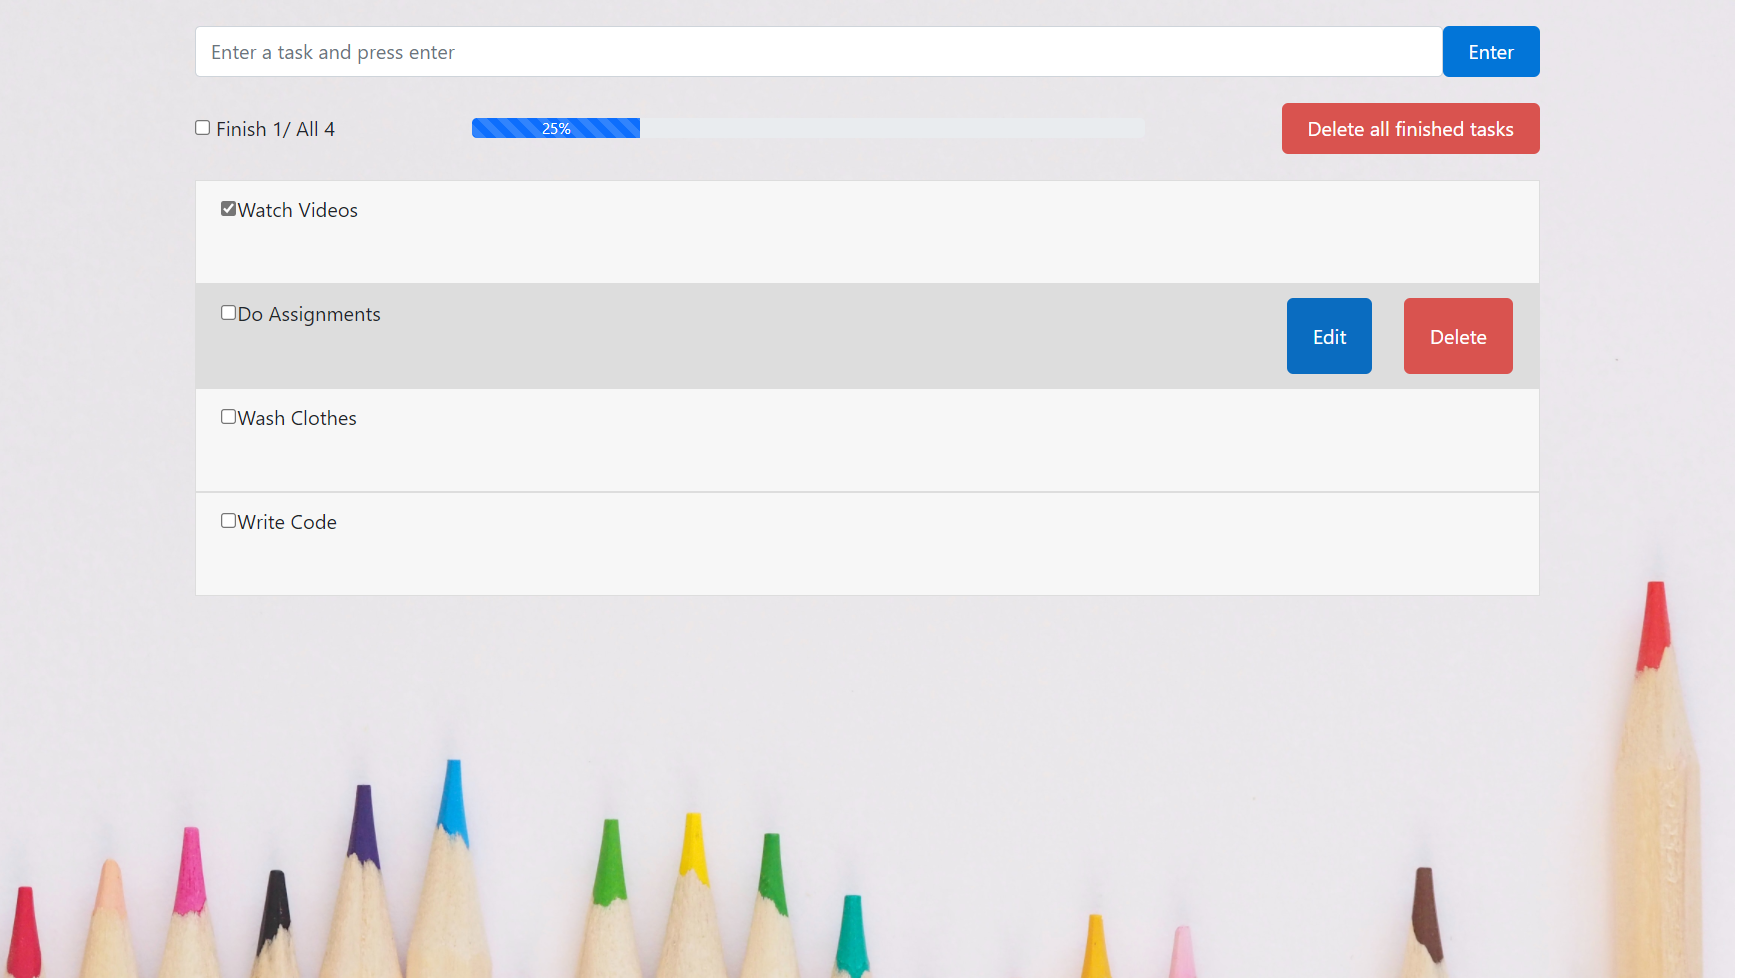 Enter a task and press enter
Enter
Finish 1/ All 4
25%
Delete all finished tasks
Watch Videos
Do Assignments
Edit
Delete
Wash Clothes
Write Code